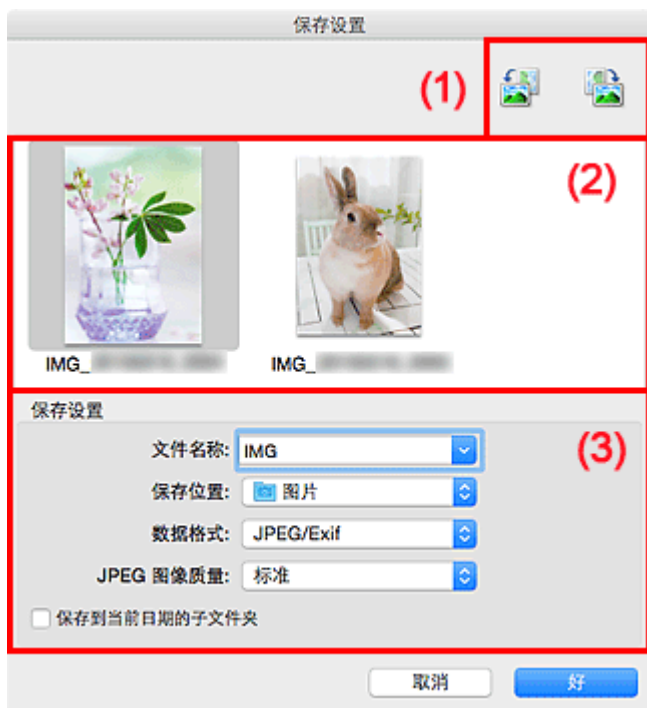 保存设置
(1)
(2)
IMG_
IMG_
保存设置
(3)
文件名称: IMG
保存位置: 图片
数据格式: JPEG/Exif
JPEG 图像质量: 标准
保存到当前日期的子文件夹
取消 好